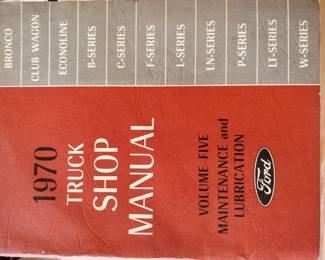 1970
TRUCK
SHOP
MANUAL
VOLUME FIVE
MAINTENANCE and
LUBRICATION
Ford
BRONCO
CLUB WAGON
ECONOLINE
B-SERIES
C-SERIES
F-SERIES
L-SERIES
LN-SERIES
P-SERIES
LT-SERIES
W-SERIES